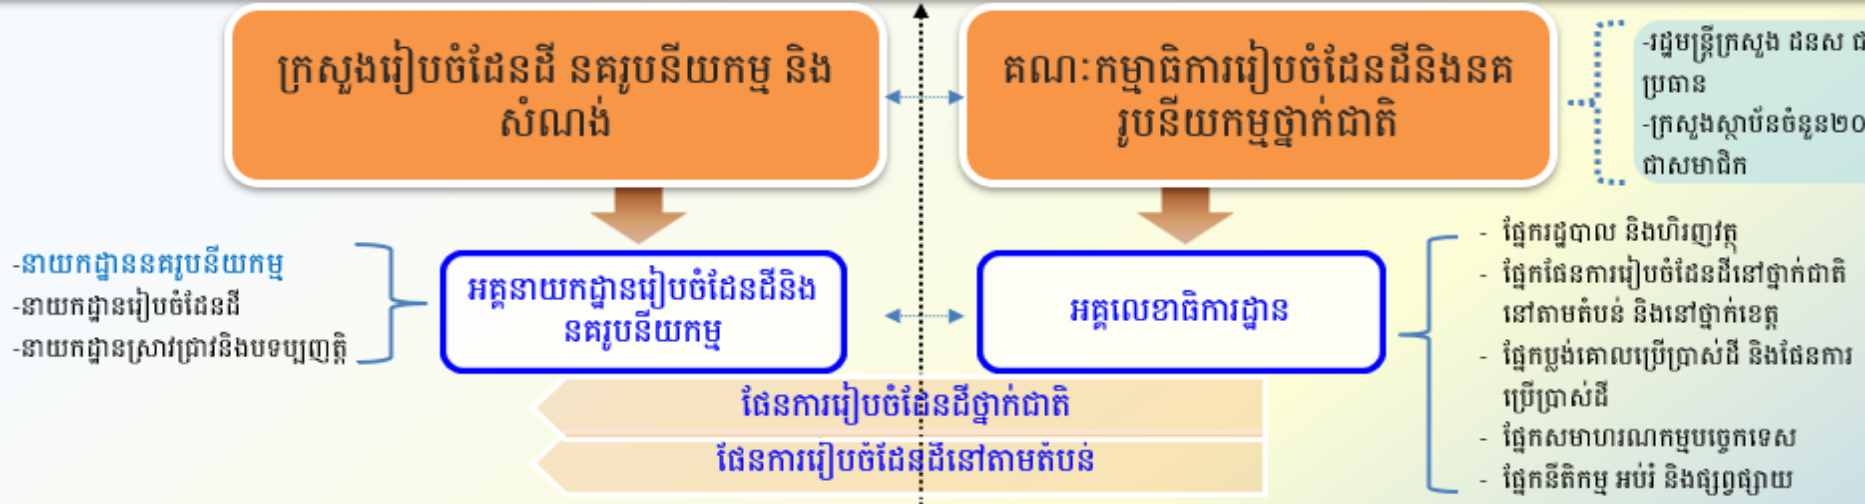 ក្រសួងរៀបចំដែនដី នគរូបនីយកម្ម និង
សំណង់
គណៈកម្មាធិការរៀបចំដែនដីនិងនគ
រូបនីយកម្មថ្នាក់ជាតិ
-រដ្ឋមន្ត្រីក្រសួង ដនស ជ
ប្រធាន
-ក្រសួងស្ថាប័នចំនួន២០
ជាសមាជិក
-នាយកដ្ឋាននគរូបនីយកម្ម
-នាយកដ្ឋានរៀបចំដែនដី
-នាយកដ្ឋានស្រាវជ្រាវនិងបទប្បញ្ញត្តិ
អគ្គនាយកដ្ឋានរៀបចំដែនដីនិង
នគរូបនីយកម្ម
អគ្គលេខាធិការដ្ឋាន
- ផ្នែករដ្ឋបាល និងហិរញ្ញវត្ថុ
- ផ្នែកផែនការរៀបចំដែនដីនៅថ្នាក់ជាតិ
នៅតាមតំបន់ និងនៅថ្នាក់ខេត្ត
- ផ្នែកប្លង់គោលប្រើប្រាស់ដី និងផែនការ
ប្រើប្រាស់ដី
- ផ្នែកសមាហរណកម្មបច្ចេកទេស
- ផ្នែកនីតិកម្ម អប់រំ និងផ្សព្វផ្សាយ
ផែនការរៀបចំដែនដីថ្នាក់ជាតិ
ផែនការរៀបចំដែនដីនៅតាមតំបន់